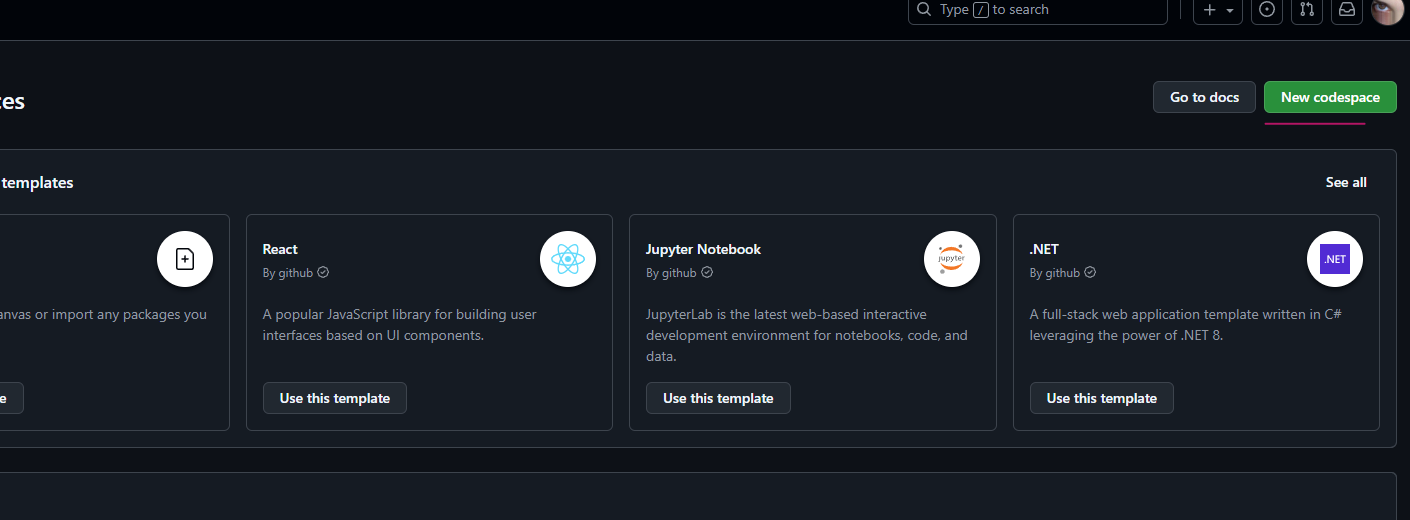 Type / to search
ces
Go to docs
New codespace
templates
See all
React
By github
Jupyter Notebook
By github
jupyter
.NET
By github
.NET
anvas or import any packages you
A popular JavaScript library for building user
interfaces based on UI components.
JupyterLab is the latest web-based interactive
development environment for notebooks, code, and
data.
A full-stack web application template written in C#
leveraging the power of .NET 8.
e
Use this template
Use this template
Use this template